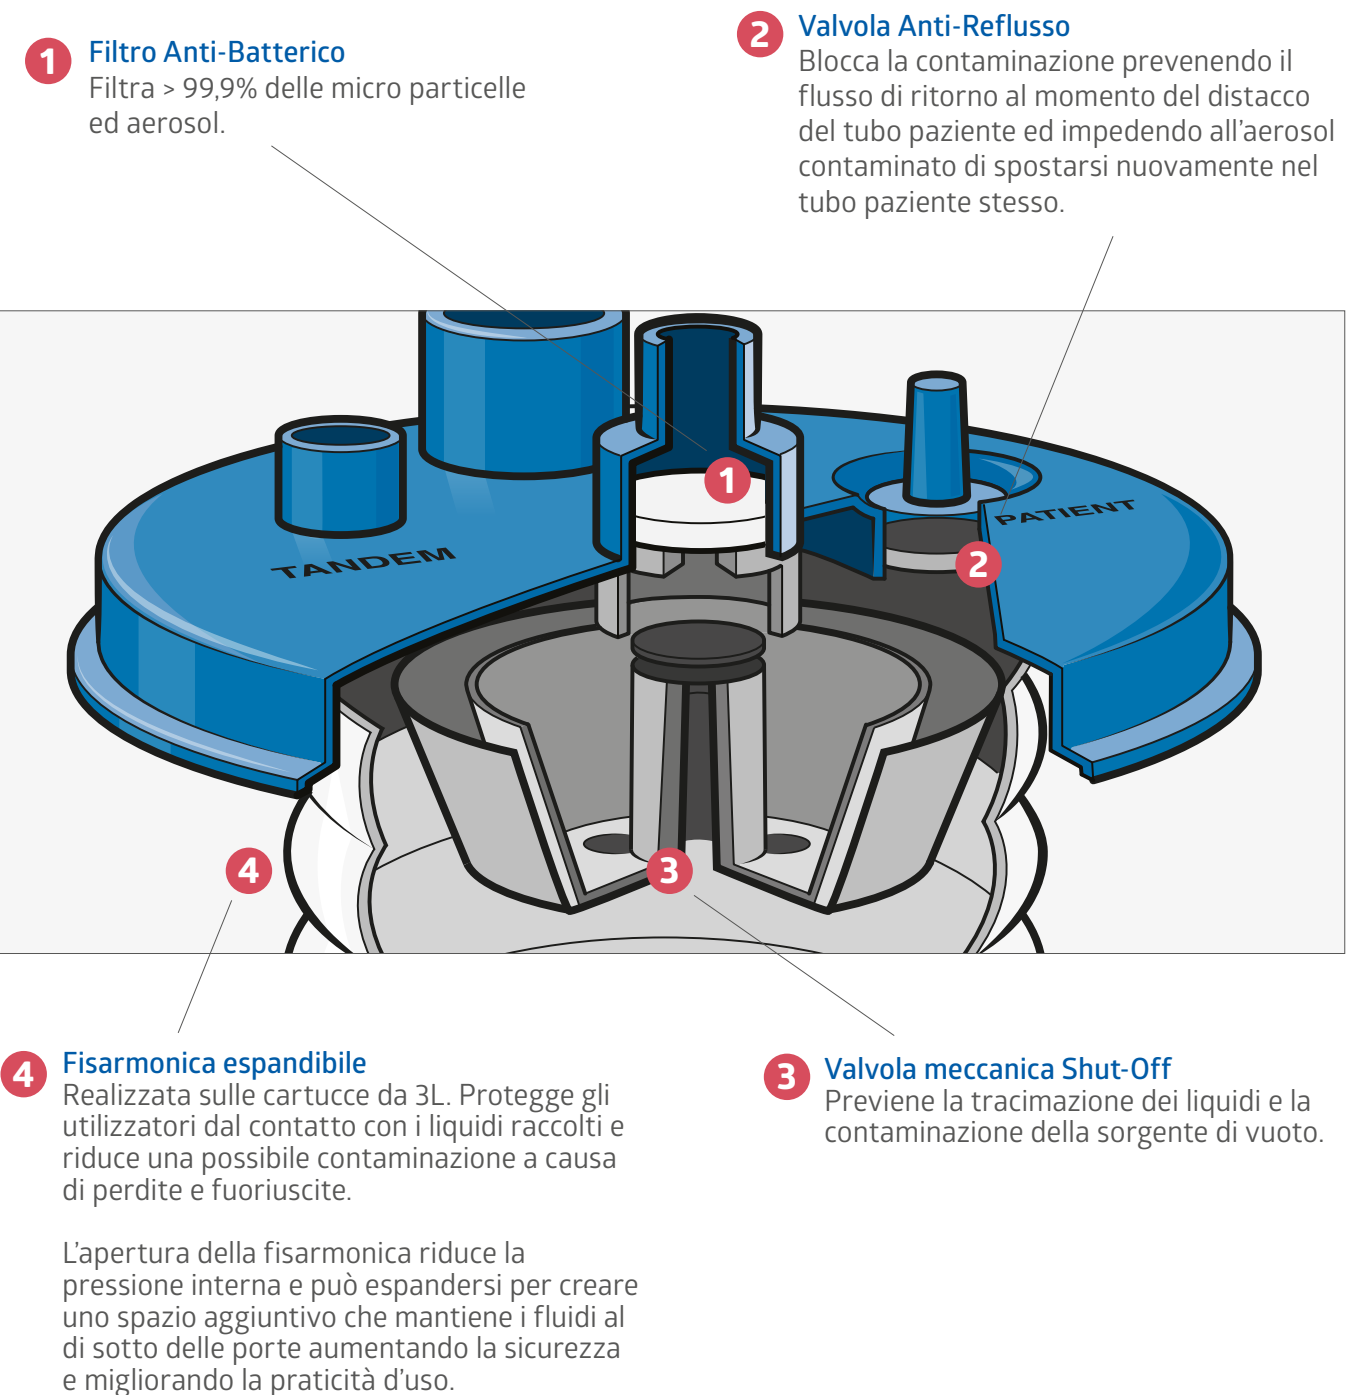 1
Filtro Anti-Batterico
Filtra > 99,9% delle micro particelle
ed aerosol.
2
Valvola Anti-Reflusso
Blocca la contaminazione prevenendo il
flusso di ritorno al momento del distacco
del tubo paziente ed impedendo all'aerosol
contaminato di spostarsi nuovamente nel
tubo paziente stesso.
1
PATIENT
TANDEM
2
4
3
4
Fisarmonica espandibile
Realizzata sulle cartucce da 3L. Protegge gli
utilizzatori dal contatto con i liquidi raccolti e
riduce una possibile contaminazione a causa
di perdite e fuoriuscite.
L'apertura della fisarmonica riduce la
pressione interna e può espandersi per creare
uno spazio aggiuntivo che mantiene i fluidi al
di sotto delle porte aumentando la sicurezza
e migliorando la praticità d'uso.
3
Valvola meccanica Shut-Off
Previene la tracimazione dei liquidi e la
contaminazione della sorgente di vuoto.